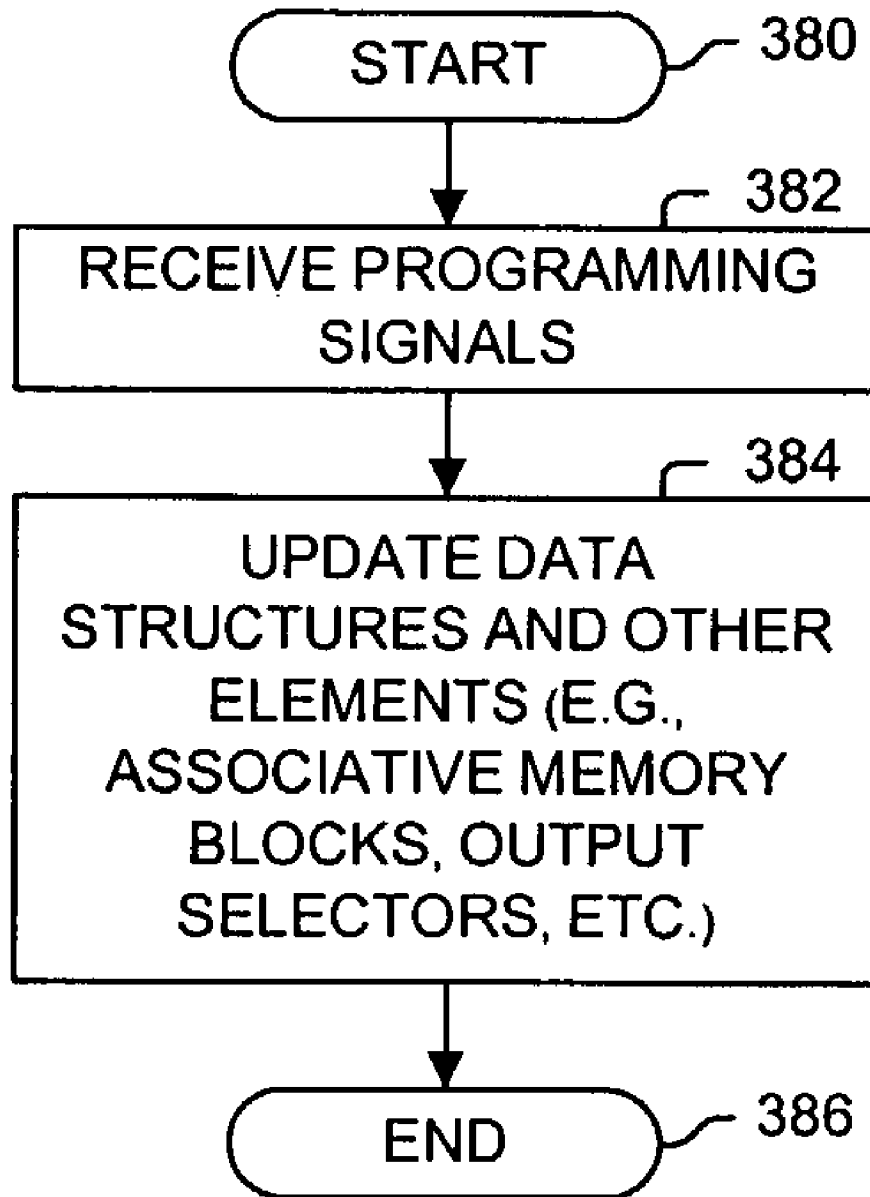 START
380
382
RECEIVE PROGRAMMING
SIGNALS
384
UPDATE DATA
STRUCTURES AND OTHER
ELEMENTS (E.G.,
ASSOCIATIVE MEMORY
BLOCKS, OUTPUT
SELECTORS, ETC.)
END
386